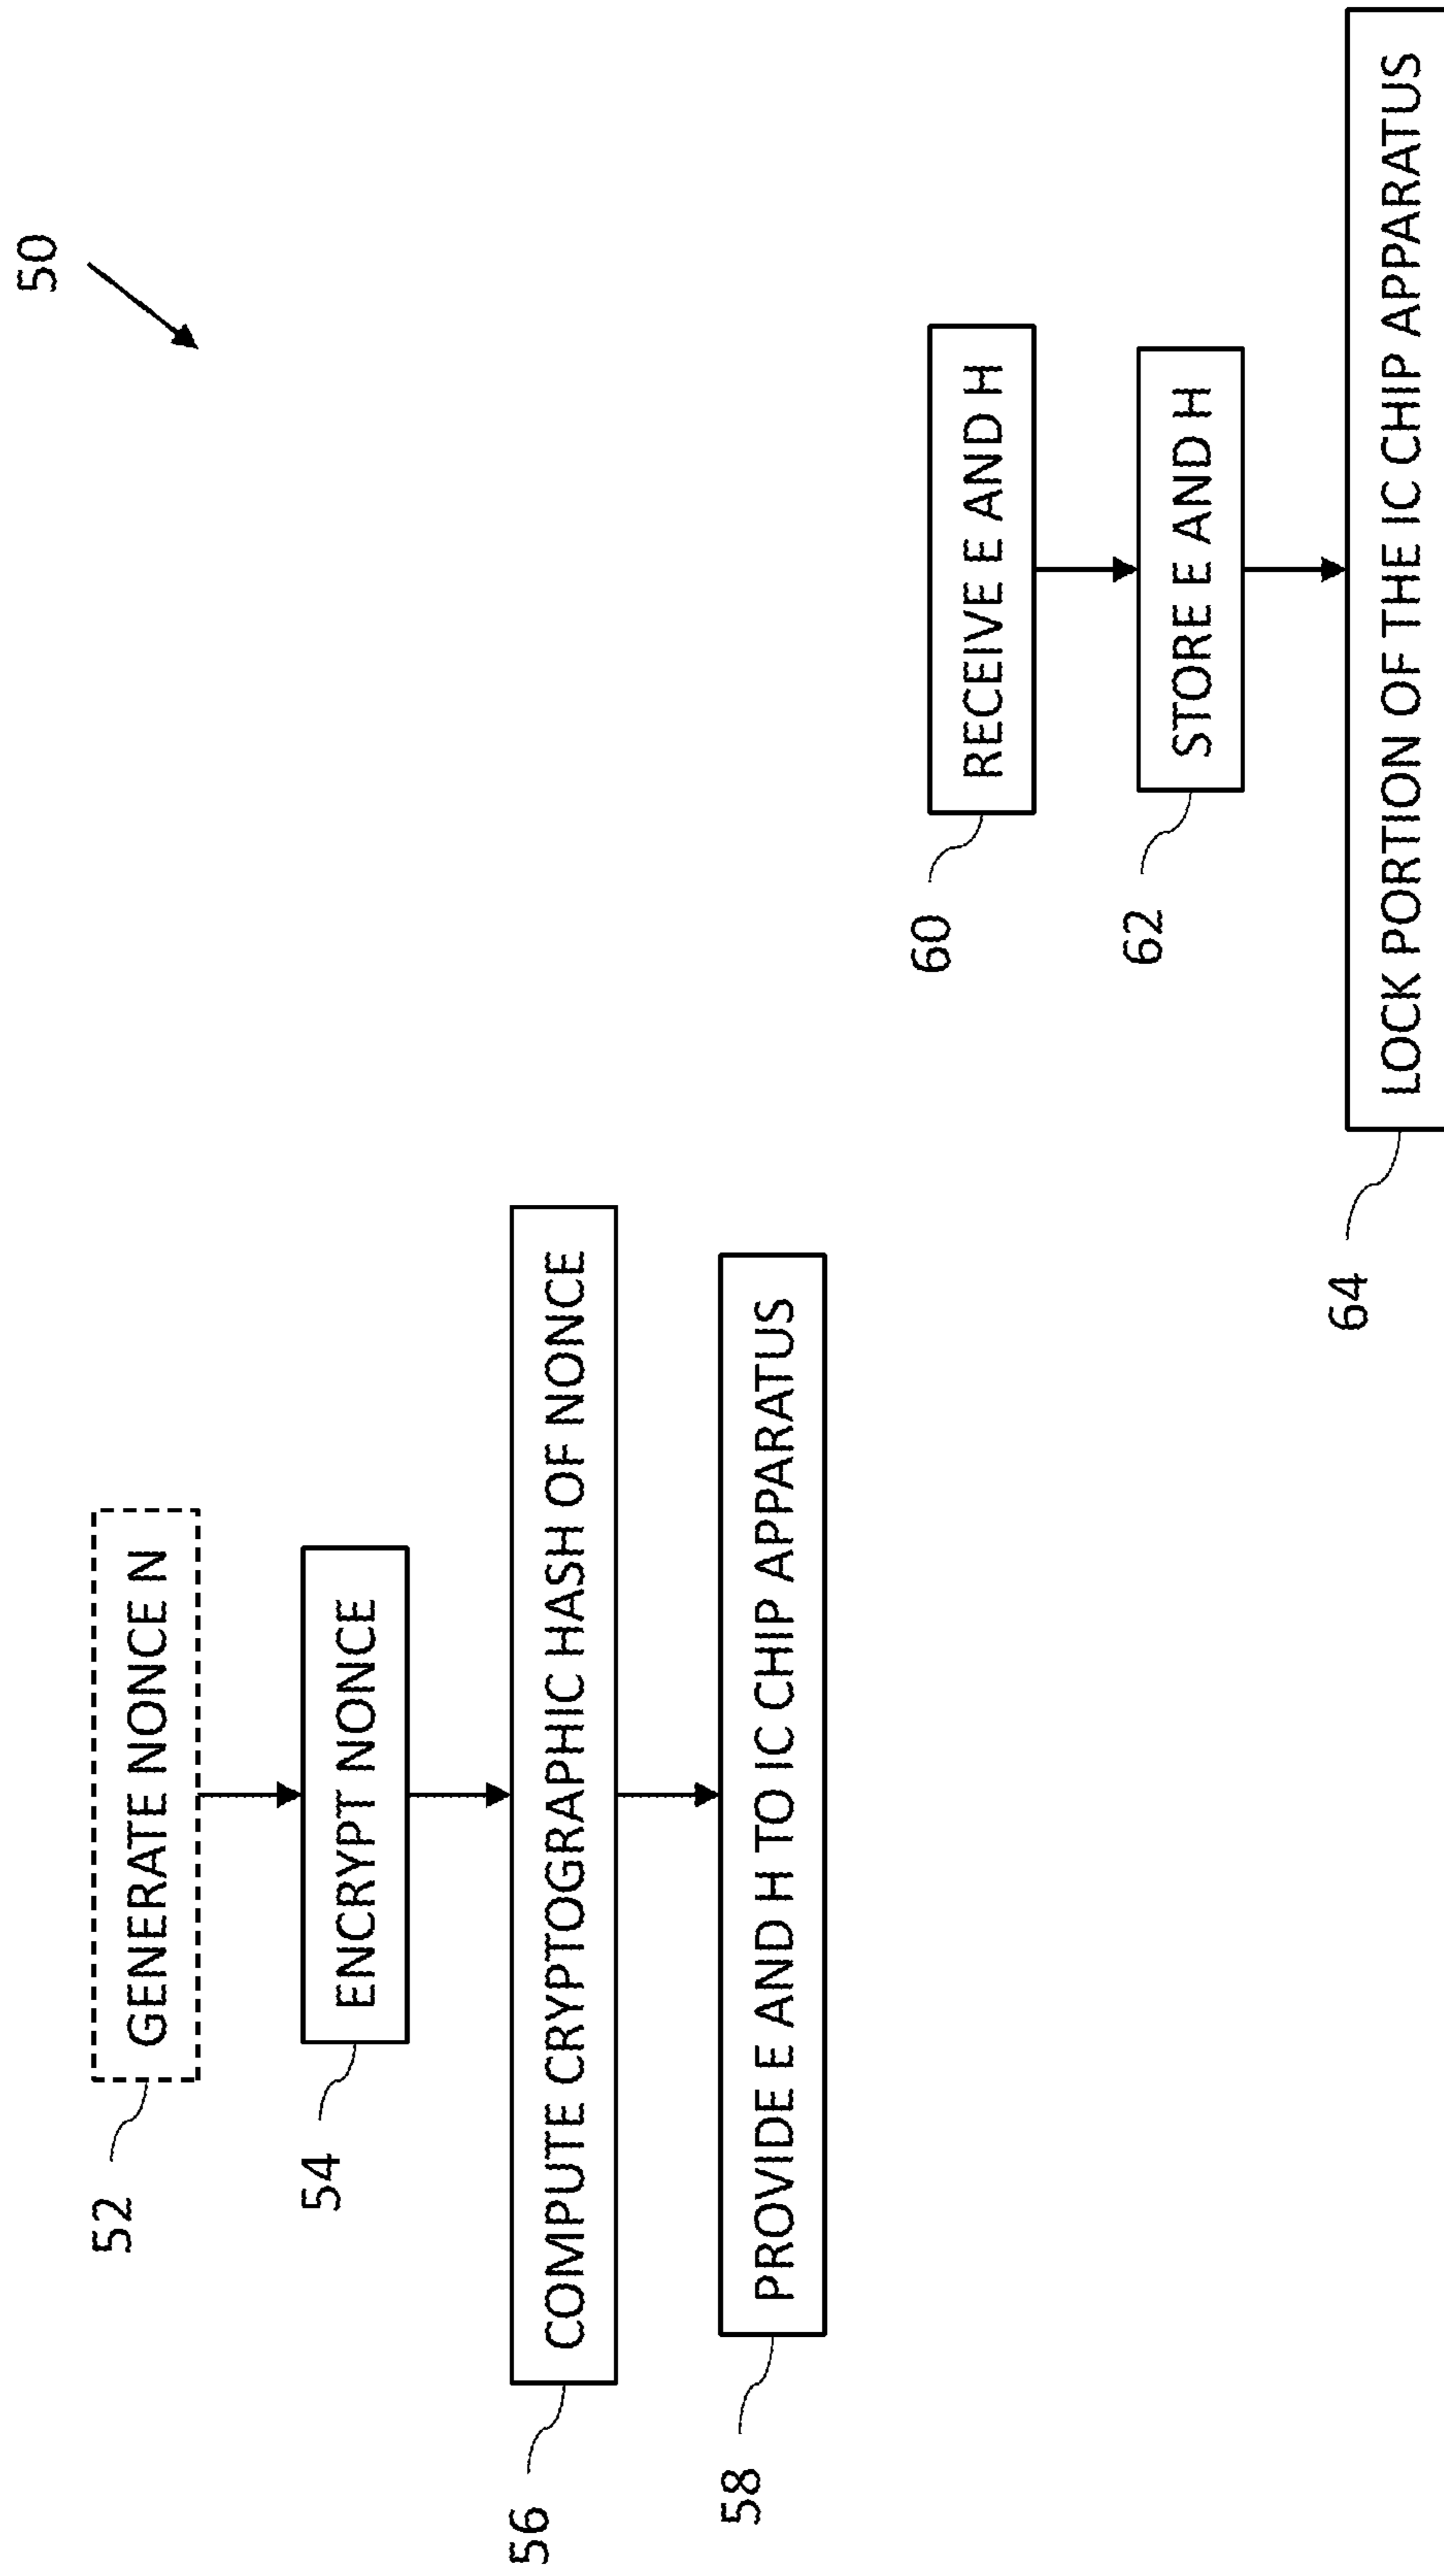 50
52
GENERATE NONCE N
54
ENCRYPT NONCE
56
COMPUTE CRYPTOGRAPHIC HASH OF NONCE
58
PROVIDE E AND H TO IC CHIP APPARATUS
60
RECEIVE E AND H
62
STORE E AND H
64
LOCK PORTION OF THE IC CHIP APPARATUS